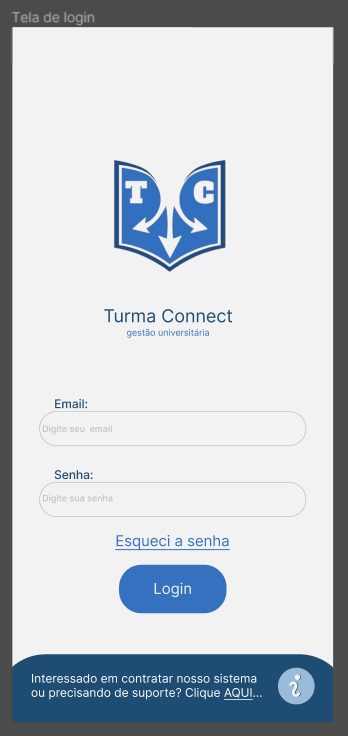 Tela de login
T C
Turma Connect
gestão universitária
Email:
Digite seu email
Senha:
Digite sua senha
Esqueci a senha
Login
Interessado em contratar nosso sistema
ou precisando de suporte? Clique AQUI...
i